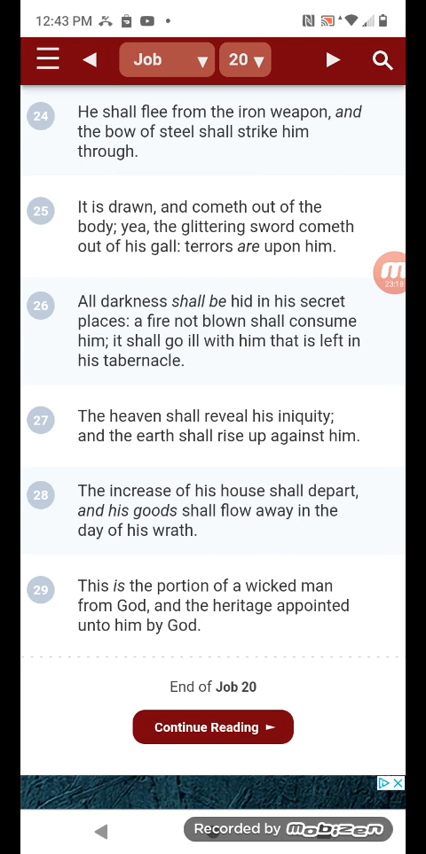 12:43 PM
Job 20
24 He shall flee from the iron weapon, and
the bow of steel shall strike him
through.
25 It is drawn, and cometh out of the
body; yea, the glittering sword cometh
out of his gall: terrors are upon him.
23:18
26 All darkness shall be hid in his secret
places: a fire not blown shall consume
him; it shall go ill with him that is left in
his tabernacle.
27 The heaven shall reveal his iniquity;
and the earth shall rise up against him.
28 The increase of his house shall depart,
and his goods shall flow away in the
day of his wrath.
29 This is the portion of a wicked man
from God, and the heritage appointed
unto him by God.
End of Job 20
Continue Reading
Recorded by mobizen